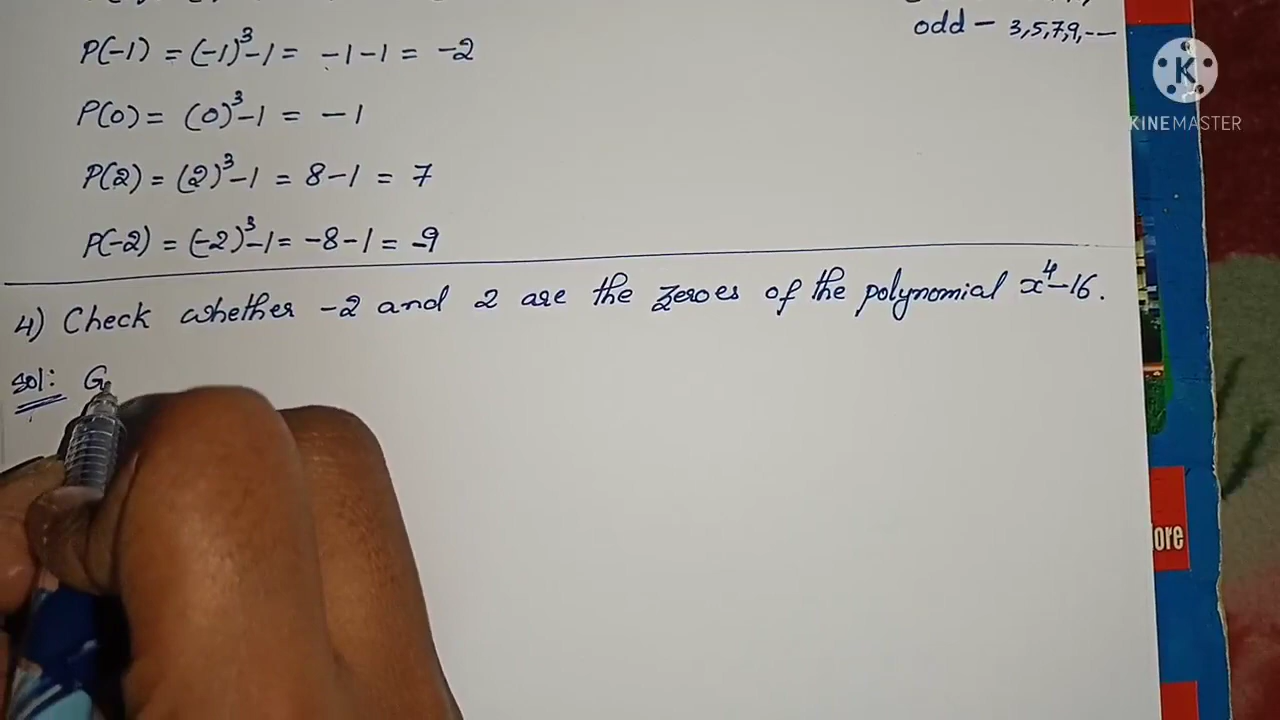 odd - 3,5,7,9,---
P(-1) = (-1)³-1 = -1-1 = -2
P(0) = (0)³-1 = -1
P(2) = (2)³-1 = 8-1 = 7
P(-2) = (-2)³-1 = -8-1 = -9
4) Check whether -2 and 2 are the zeroes of the polynomial x⁴-16.
Sol: G
K
KINEMASTER
ore